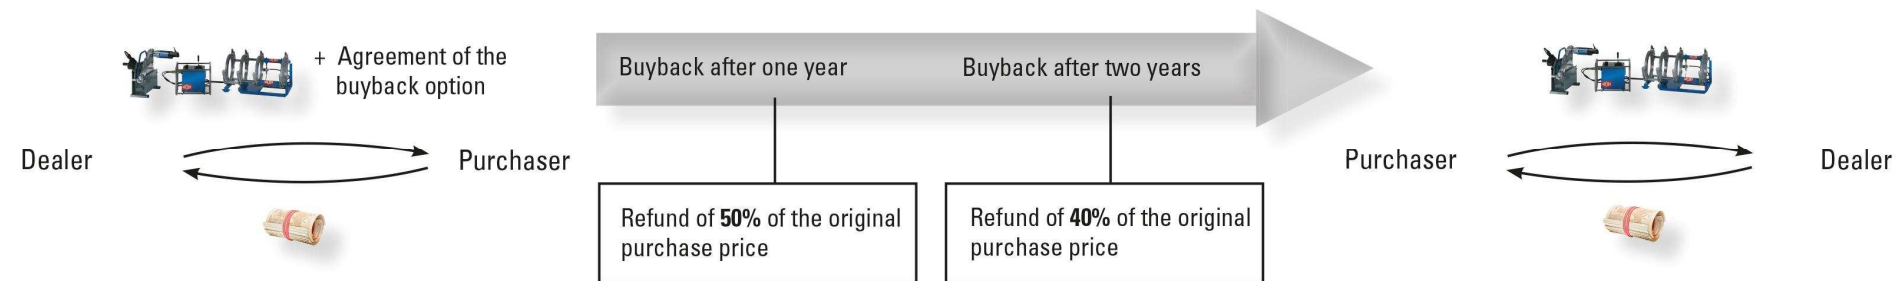 + Agreement of the
buyback option
Dealer
Purchaser
Buyback after one year
Buyback after two years
Refund of 50% of the original
purchase price
Refund of 40% of the original
purchase price
Purchaser
Dealer